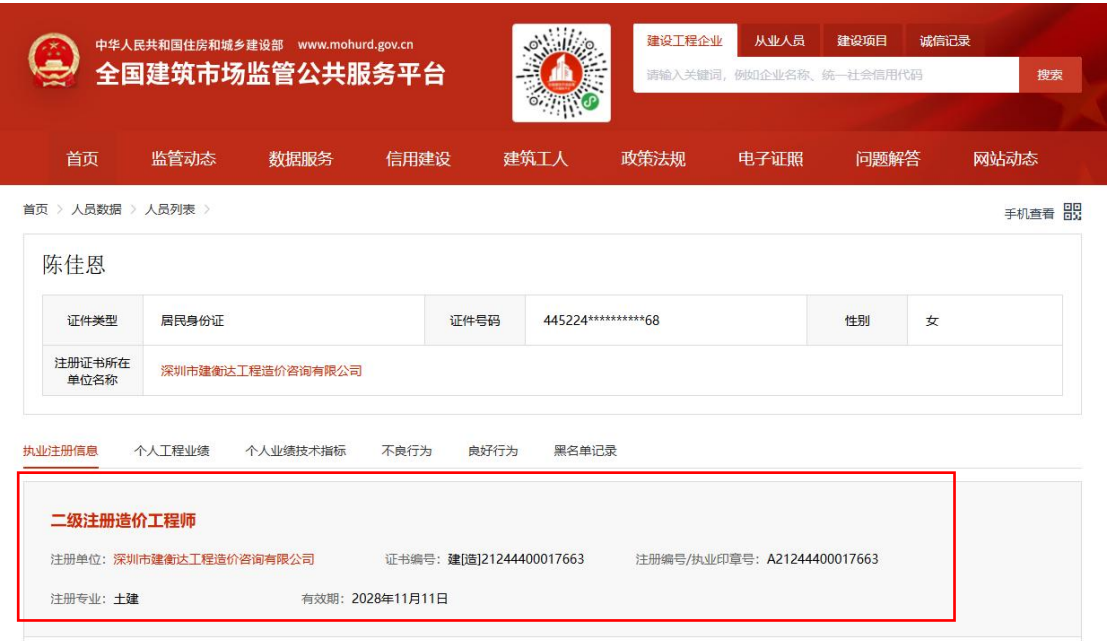 中华人民共和国住房和城乡建设部 www.mohurd.gov.cn
全国建筑市场监管公共服务平台
建设工程企业 从业人员 建设项目 诚信记录
请输入关键词，例如企业名称、统一社会信用代码 搜索
首页 监管动态 数据服务 信用建设 建筑工人 政策法规 电子证照 问题解答 网站动态
首页 > 人员数据 > 人员列表 >
手机查看
陈佳恩
证件类型 居民身份证 证件号码 445224**********68 性别 女
注册证书所在
单位名称
深圳市建衡达工程造价咨询有限公司
执业注册信息 个人工程业绩 个人业绩技术指标 不良行为 良好行为 黑名单记录
二级注册造价工程师
注册单位：深圳市建衡达工程造价咨询有限公司 证书编号：建[造]21244400017663 注册编号/执业印章号：A21244400017663
注册专业：土建 有效期：2028年11月11日